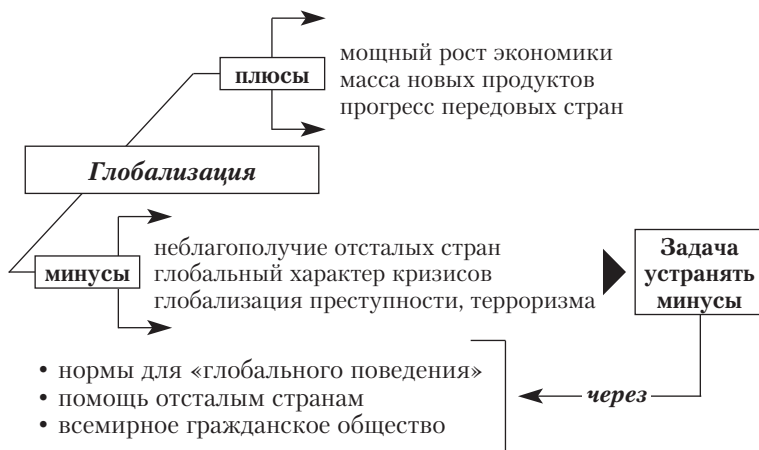 плюсы
мощный рост экономики
масса новых продуктов
прогресс передовых стран
Глобализация
минусы
неблагополучие отсталых стран
глобальный характер кризисов
глобализация преступности, терроризма
Задача
устранять
минусы
• нормы для «глобального поведения»
• помощь отсталым странам
• всемирное гражданское общество
через